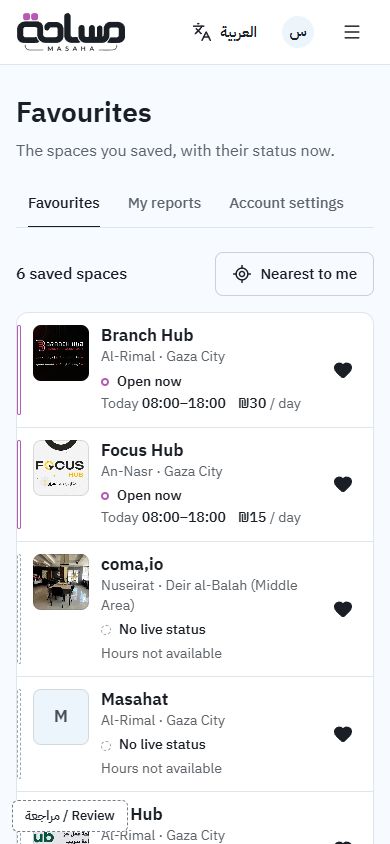 مساحة
MASAHA
العربية
س
Favourites
The spaces you saved, with their status now.
Favourites
My reports
Account settings
6 saved spaces
Nearest to me
Branch Hub
Al-Rimal · Gaza City
Open now
Today 08:00–18:00 ₪30 / day
FOCUS
HUB
Focus Hub
An-Nasr · Gaza City
Open now
Today 08:00–18:00 ₪15 / day
coma,io
Nuseirat · Deir al-Balah (Middle
Area)
No live status
Hours not available
M
Masahat
Al-Rimal · Gaza City
No live status
Hours not available
Hub
مراجعة / Review
ub
Al-Rimal · Gaza City